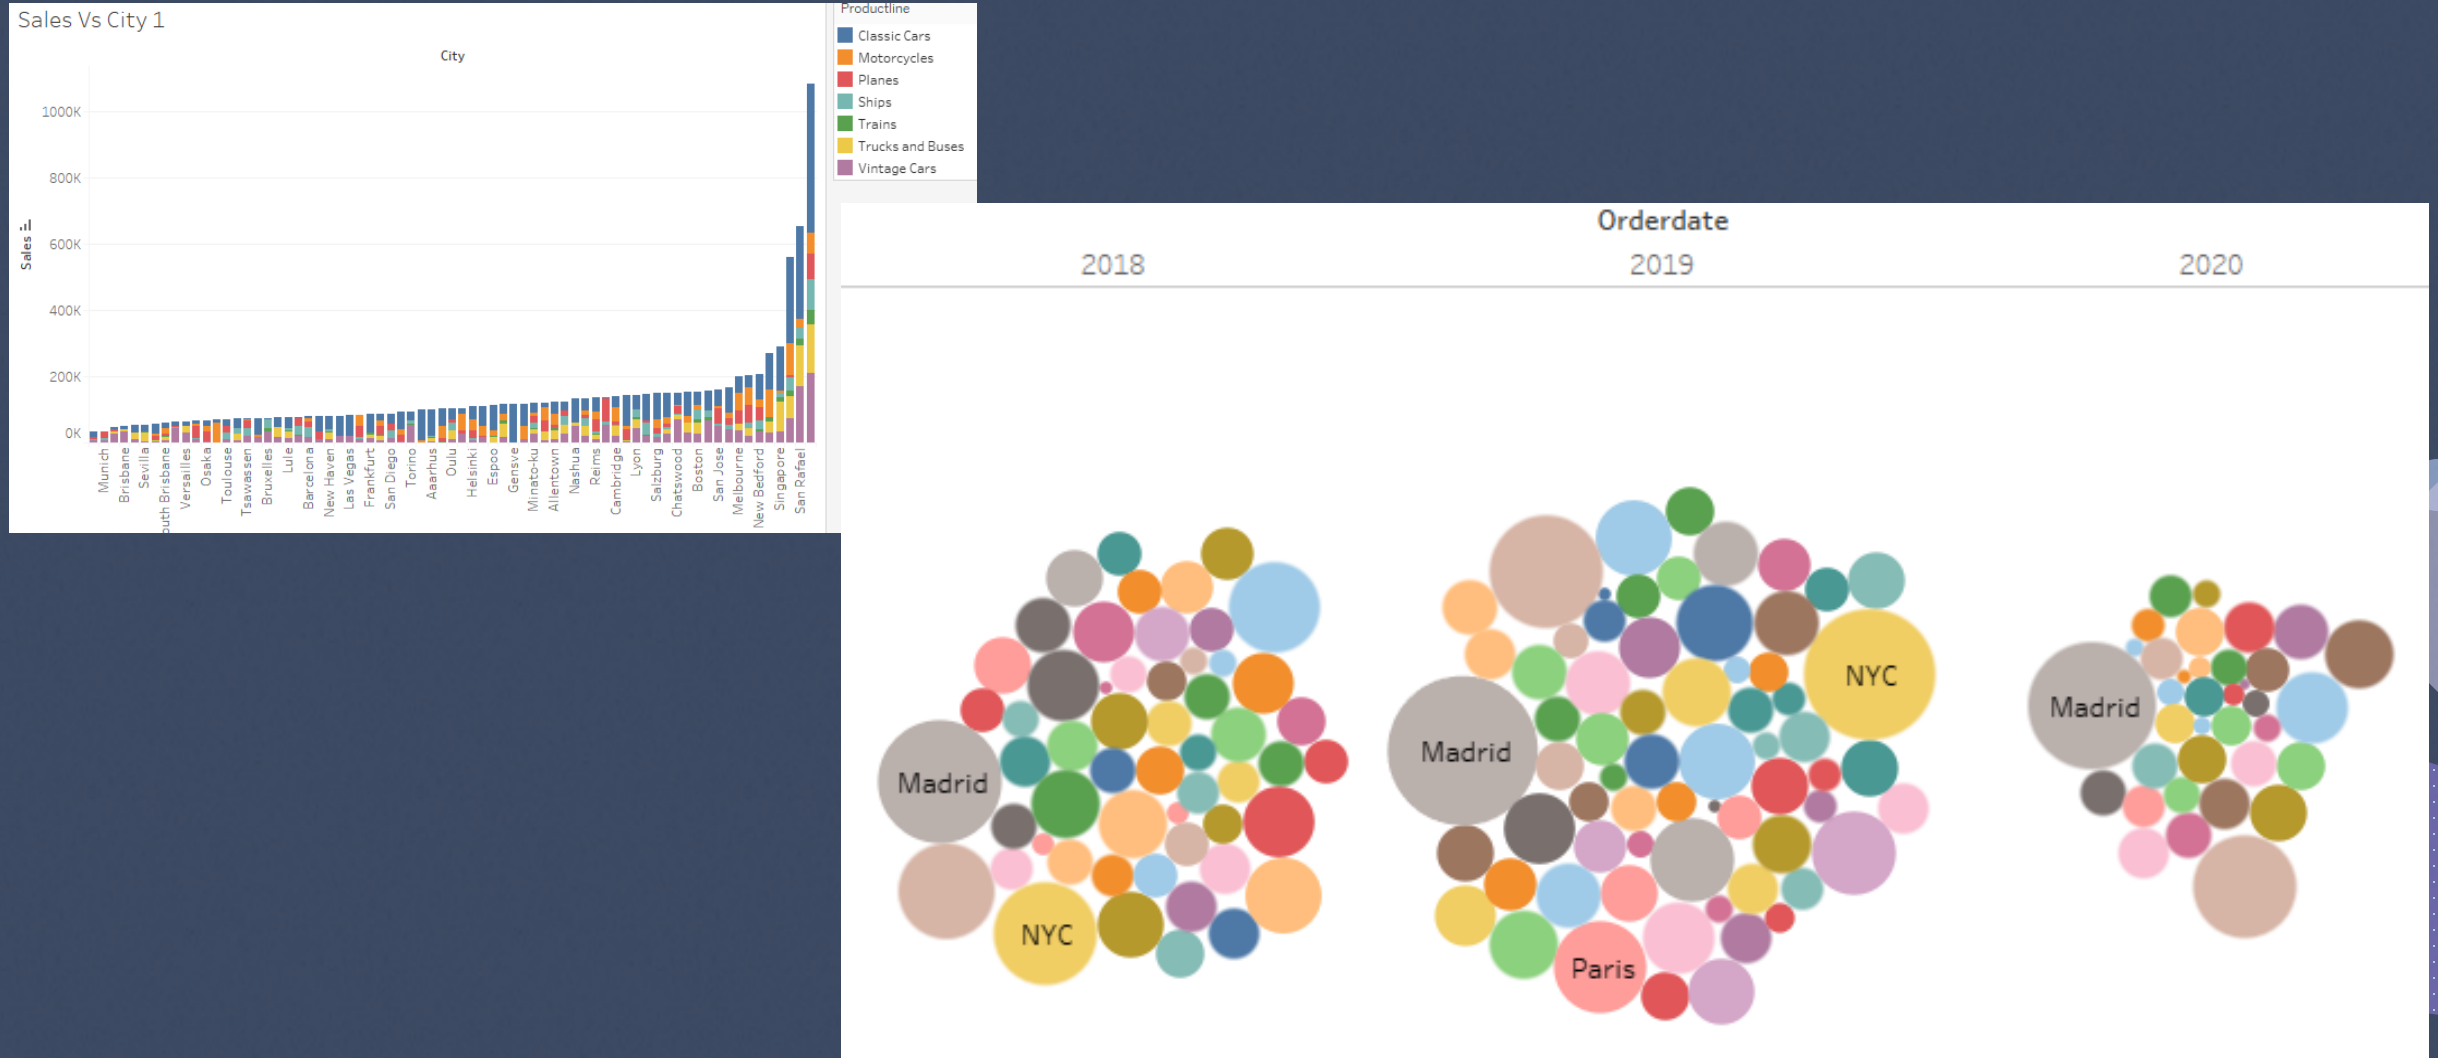 Sales Vs City 1
City
Sales
1000K
800K
600K
400K
200K
0K
Munich
Brisbane
Sevilla
outh Brisbane
Versailles
Osaka
Toulouse
Tsawassen
Bruxelles
Lule
Barcelona
New Haven
Las Vegas
Frankfurt
San Diego
Torino
Aaarhus
Oulu
Helsinki
Espoo
Gensve
Minato-ku
Allentown
Nashua
Reims
Cambridge
Lyon
Salzburg
Chatswood
Boston
San Jose
Melbourne
New Bedford
Singapore
San Rafael
Productline
Classic Cars
Motorcycles
Planes
Ships
Trains
Trucks and Buses
Vintage Cars
Orderdate
2018
2019
2020
Madrid
NYC
Madrid
NYC
Paris
Madrid